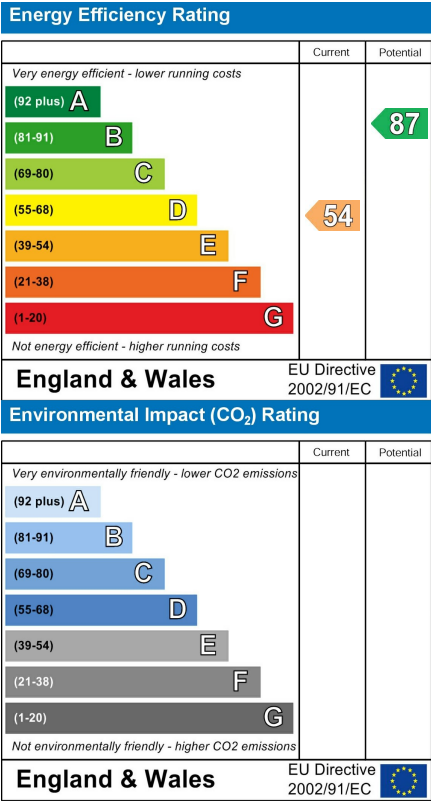 Energy Efficiency Rating
Current Potential
Very energy efficient - lower running costs
(92 plus) A
(81-91) B
87
(69-80) C
(55-68) D
54
(39-54) E
(21-38) F
(1-20) G
Not energy efficient - higher running costs
England & Wales
EU Directive
2002/91/EC
Environmental Impact (CO₂) Rating
Current Potential
Very environmentally friendly - lower CO2 emissions
(92 plus) A
(81-91) B
(69-80) C
(55-68) D
(39-54) E
(21-38) F
(1-20) G
Not environmentally friendly - higher CO2 emissions
England & Wales
EU Directive
2002/91/EC